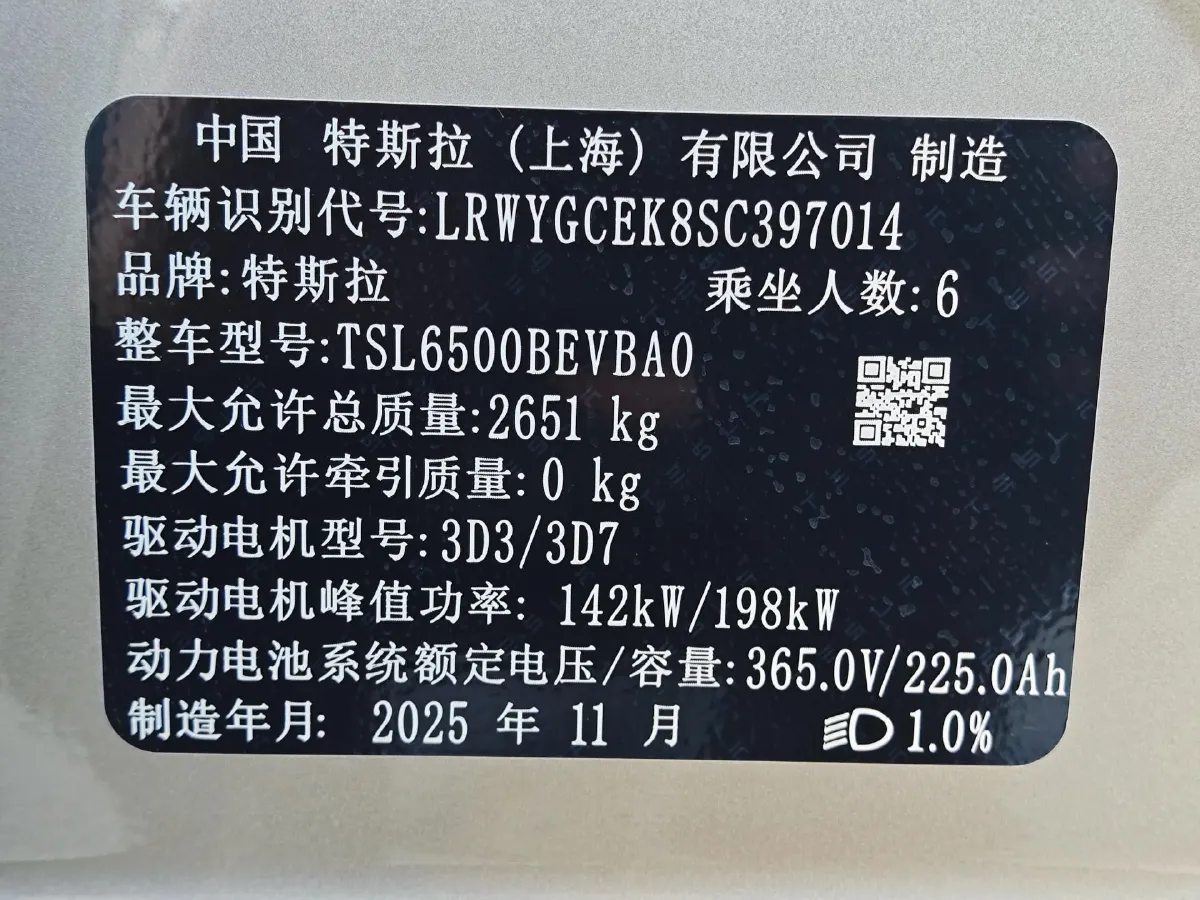 中国 特斯拉（上海）有限公司 制造
车辆识别代号:LRWYGCEK8SC397014
品牌:特斯拉 乘坐人数:6
整车型号:TSL6500BEVBA0
最大允许总质量:2651 kg
最大允许牵引质量:0 kg
驱动电机型号:3D3/3D7
驱动电机峰值功率: 142kW/198kW
动力电池系统额定电压/容量:365.0V/225.0Ah
制造年月: 2025 年 11 月 1.0%